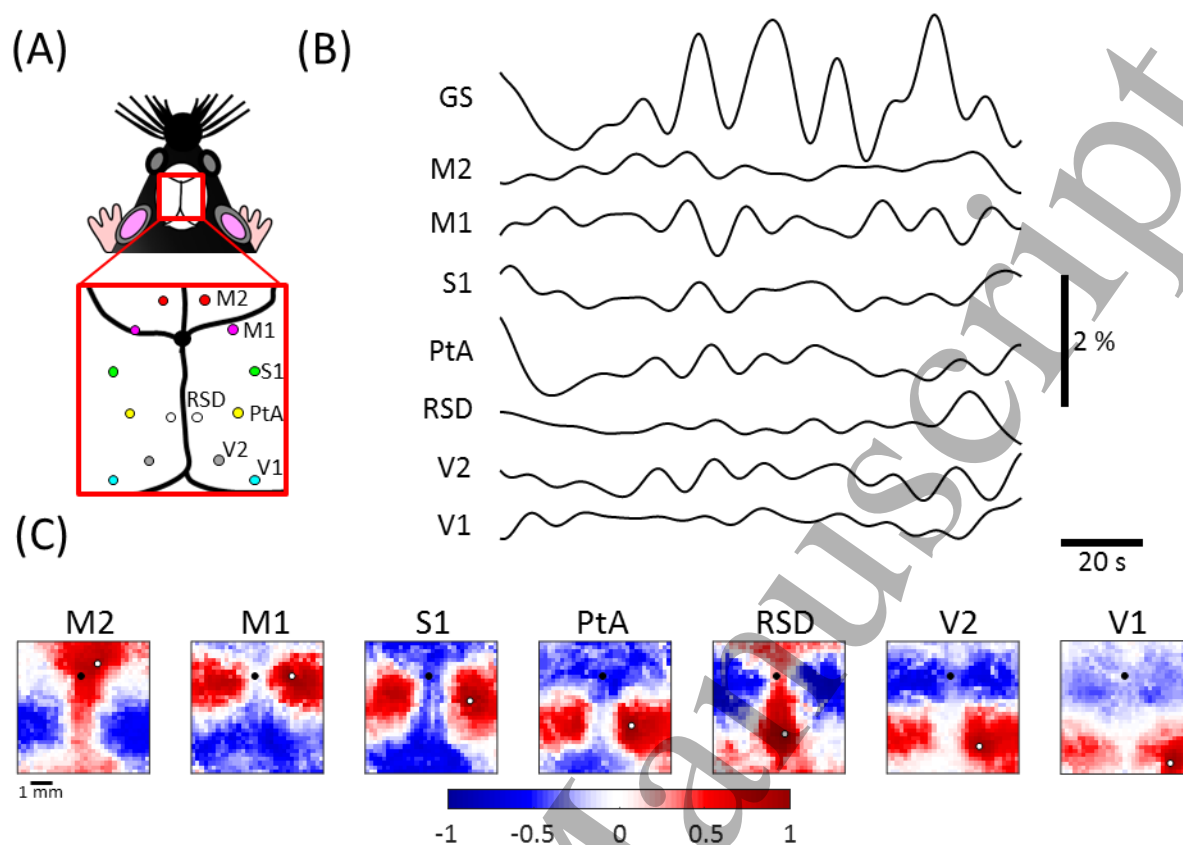 (A)
M2
M1
S1
RSD
PtA
V2
V1
(B)
GS
M2
M1
S1
PtA
RSD
V2
V1
2 %
20 s
(C)
M2 M1 S1 PtA RSD V2 V1
1 mm
-1 -0.5 0 0.5 1
manuscript